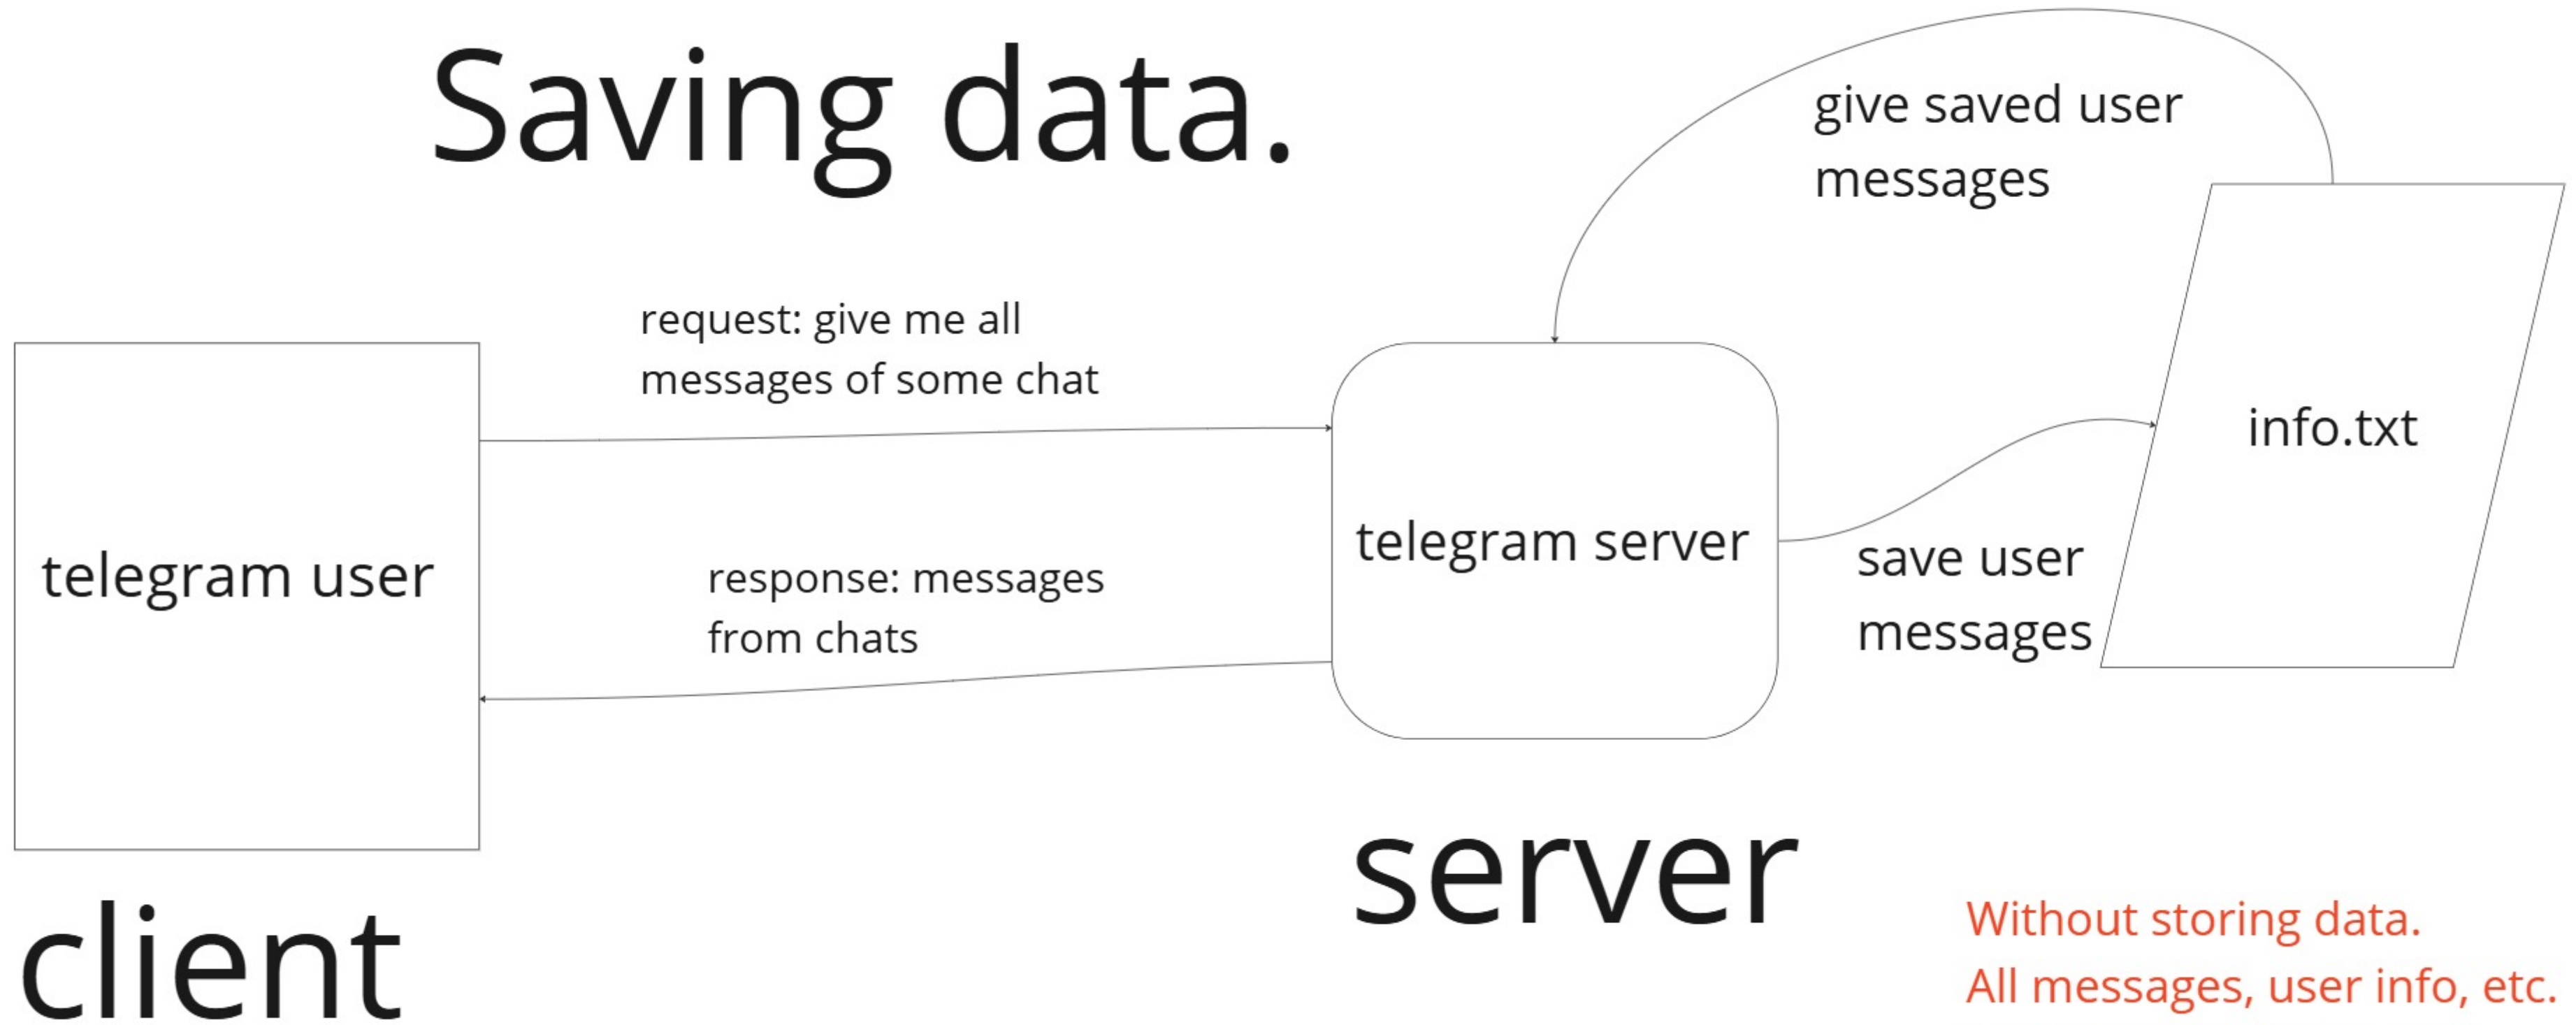 Saving data.
give saved user
messages
request: give me all
messages of some chat
info.txt
telegram user
telegram server
response: messages
from chats
save user
messages
client
server
Without storing data.
All messages, user info, etc.